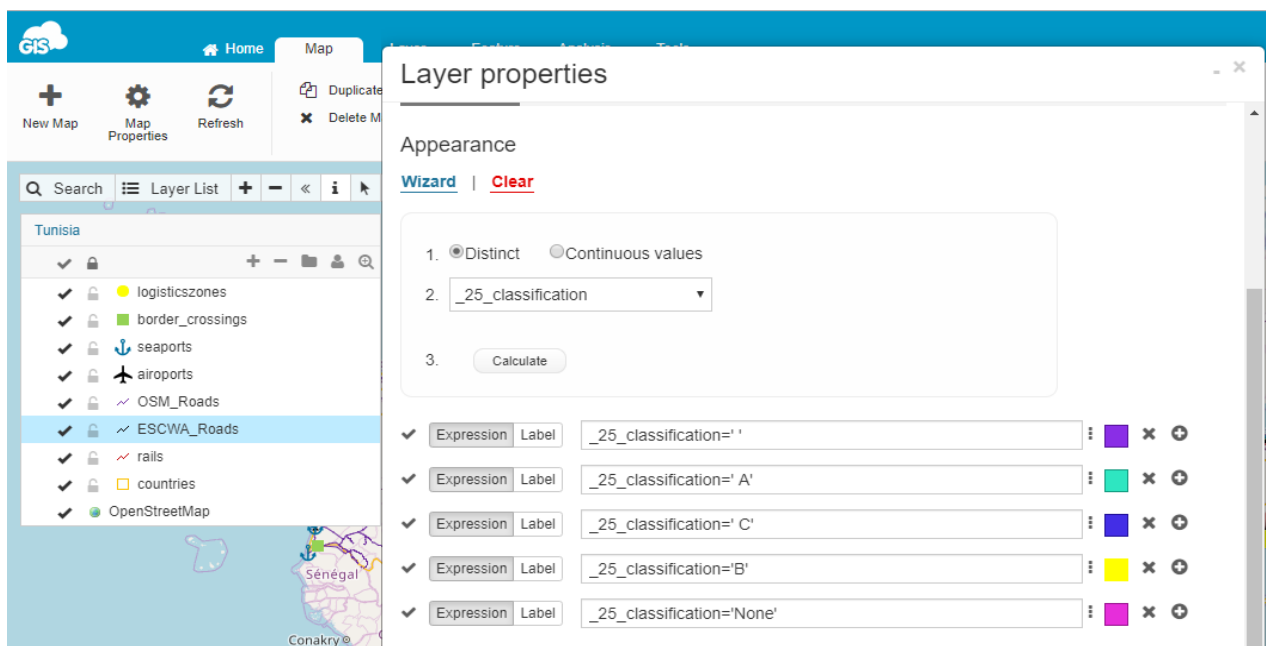 GIS
Home
Map
New Map
Map Properties
Refresh
Duplicate
Delete M
Search
Layer List
i
Tunisia
logisticszones
border_crossings
seaports
airoports
OSM_Roads
ESCWA_Roads
rails
countries
OpenStreetMap
Sénégal
Conakry
Layer properties
Appearance
Wizard | Clear
1. Distinct Continuous values
2. _25_classification
3. Calculate
Expression Label _25_classification=' '
Expression Label _25_classification=' A'
Expression Label _25_classification=' C'
Expression Label _25_classification='B'
Expression Label _25_classification='None'